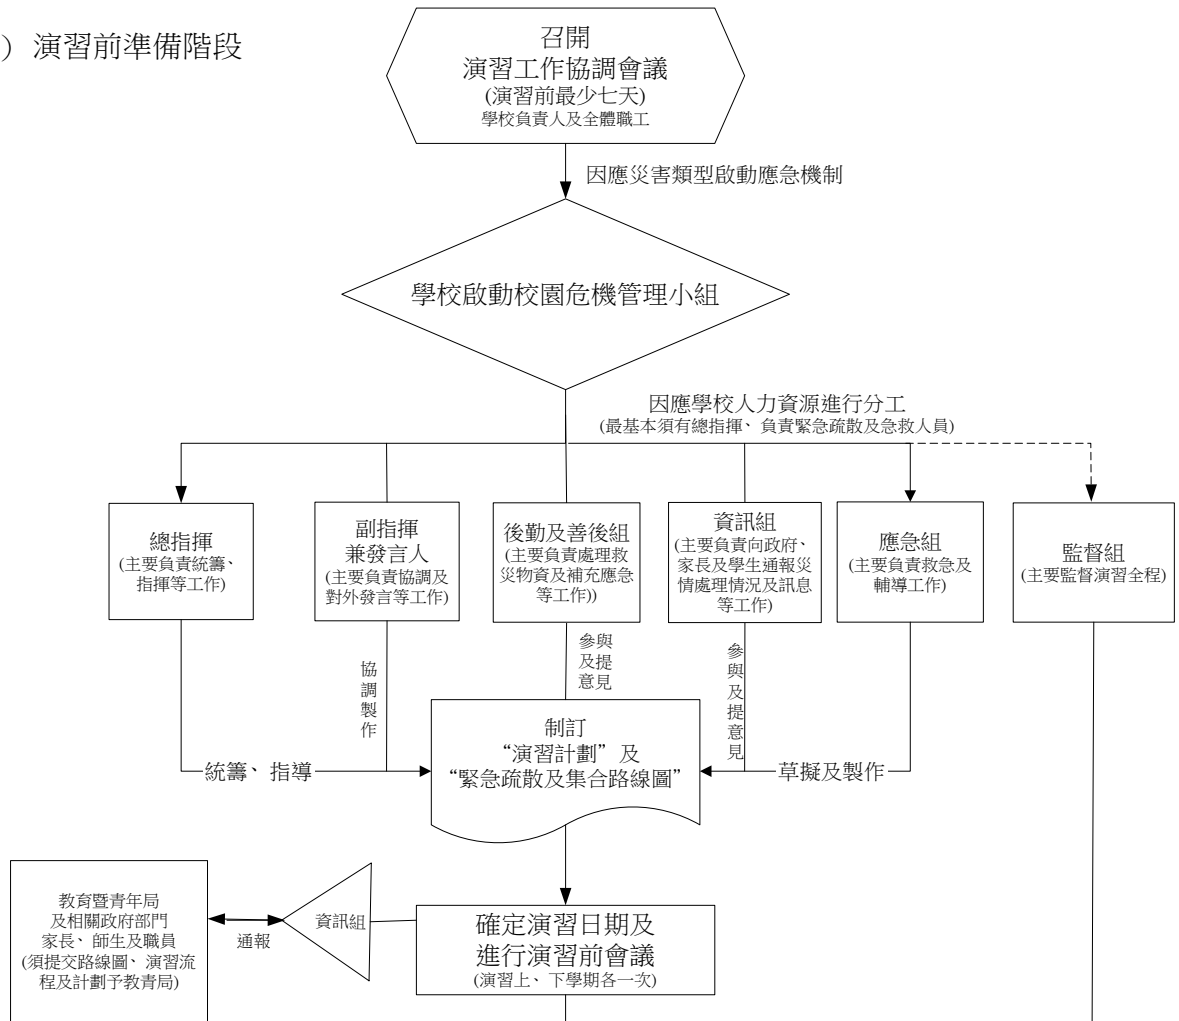 ) 演習前準備階段
召開
演習工作協調會議
(演習前最少七天)
學校負責人及全體職工
因應災害類型啟動應急機制
學校啟動校園危機管理小組
因應學校人力資源進行分工
(最基本須有總指揮、負責緊急疏散及急救人員)
總指揮
(主要負責統籌、
指揮等工作)
副指揮
兼發言人
(主要負責協調及
對外發言等工作)
後勤及善後組
(主要負責處理救
災物資及補充應急
等工作))
資訊組
(主要負責向政府、
家長及學生通報災
情處理情況及訊息
等工作)
應急組
(主要負責救急及
輔導工作)
監督組
(主要監督演習全程)
協
調
製
作
參與
及提
意見
參
與
及
提
意
見
統籌、指導
制訂
“演習計劃”及
“緊急疏散及集合路線圖”
草擬及製作
教育暨青年局
及相關政府部門
家長、師生及職員
(須提交路線圖、演習流
程及計劃予教青局)
通報
資訊組
確定演習日期及
進行演習前會議
(演習上、下學期各一次)